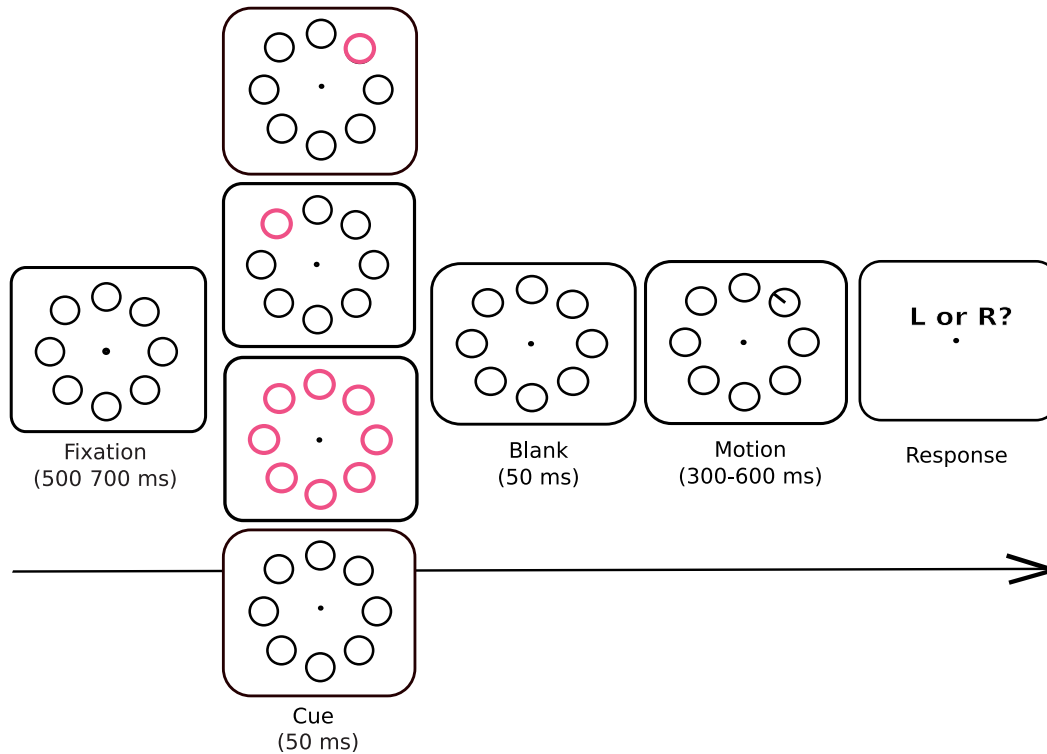 Fixation
(500 700 ms)
Cue
(50 ms)
Blank
(50 ms)
Motion
(300-600 ms)
L or R?
Response